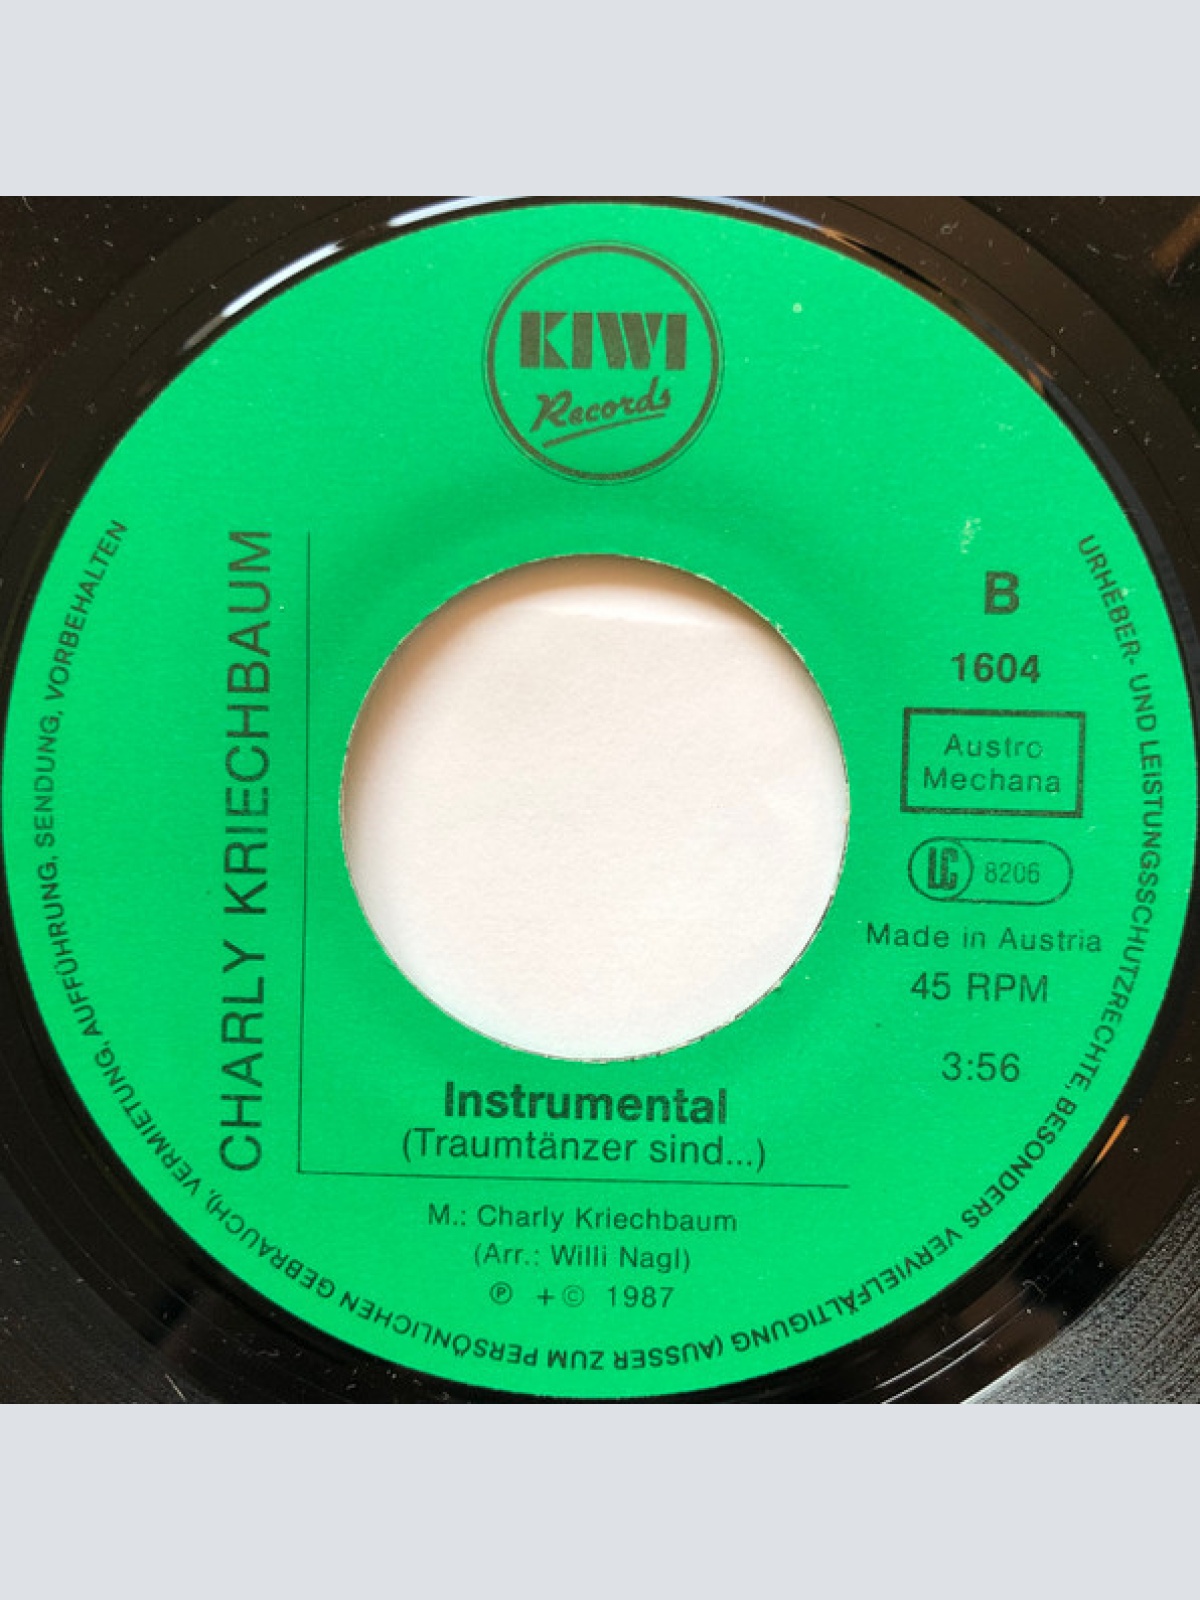 KIWI
Records
CHARLY KRIECHBAUM
B
1604
Austro
Mechana
LC 8206
Made in Austria
45 RPM
3:56
Instrumental
(Traumtänzer sind...)
M.: Charly Kriechbaum
(Arr.: Willi Nagl)
℗ + © 1987
URHEBER- UND LEISTUNGSSCHUTZRECHTE, BESONDERS VERVIELFÄLTIGUNG (AUSSER ZUM PERSÖNLICHEN GEBRAUCH), VERMIETUNG, AUFFÜHRUNG, SENDUNG, VORBEHALTEN